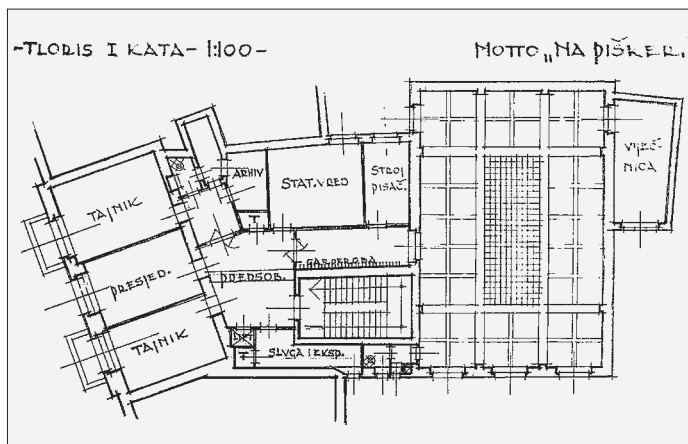 -TLORIS I KATA- 1:100-
MOTTO „NA PIŠKER."
TAJNIK
PRESJED.
TAJNIK
ARHIV
STAT. URED
STROJ
PISAČ.
VIJEĆ-
NICA
GARDEROBA
PREDSOB.
SLUGA I EKSP.